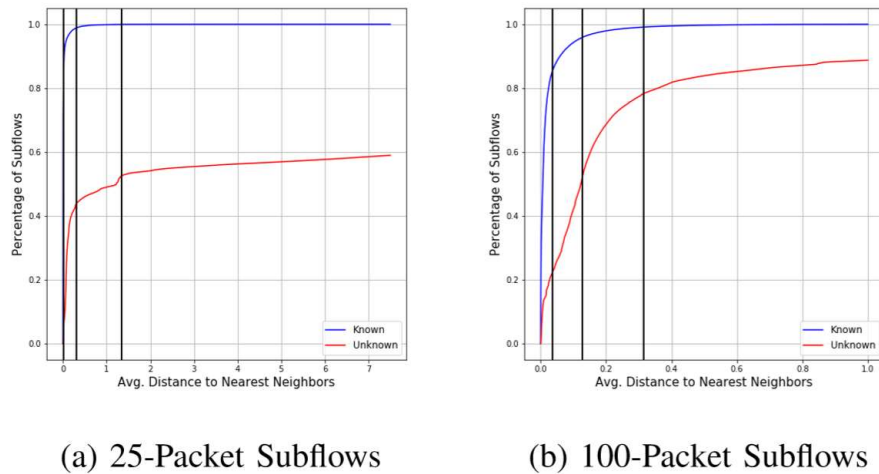 1.0
0.8
0.6
0.4
0.2
0.0
Percentage of Subflows
0 1 2 3 4 5 6 7
Avg. Distance to Nearest Neighbors
Known
Unknown
(a) 25-Packet Subflows
1.0
0.8
0.6
0.4
0.2
0.0
Percentage of Subflows
0.0 0.2 0.4 0.6 0.8 1.0
Avg. Distance to Nearest Neighbors
Known
Unknown
(b) 100-Packet Subflows